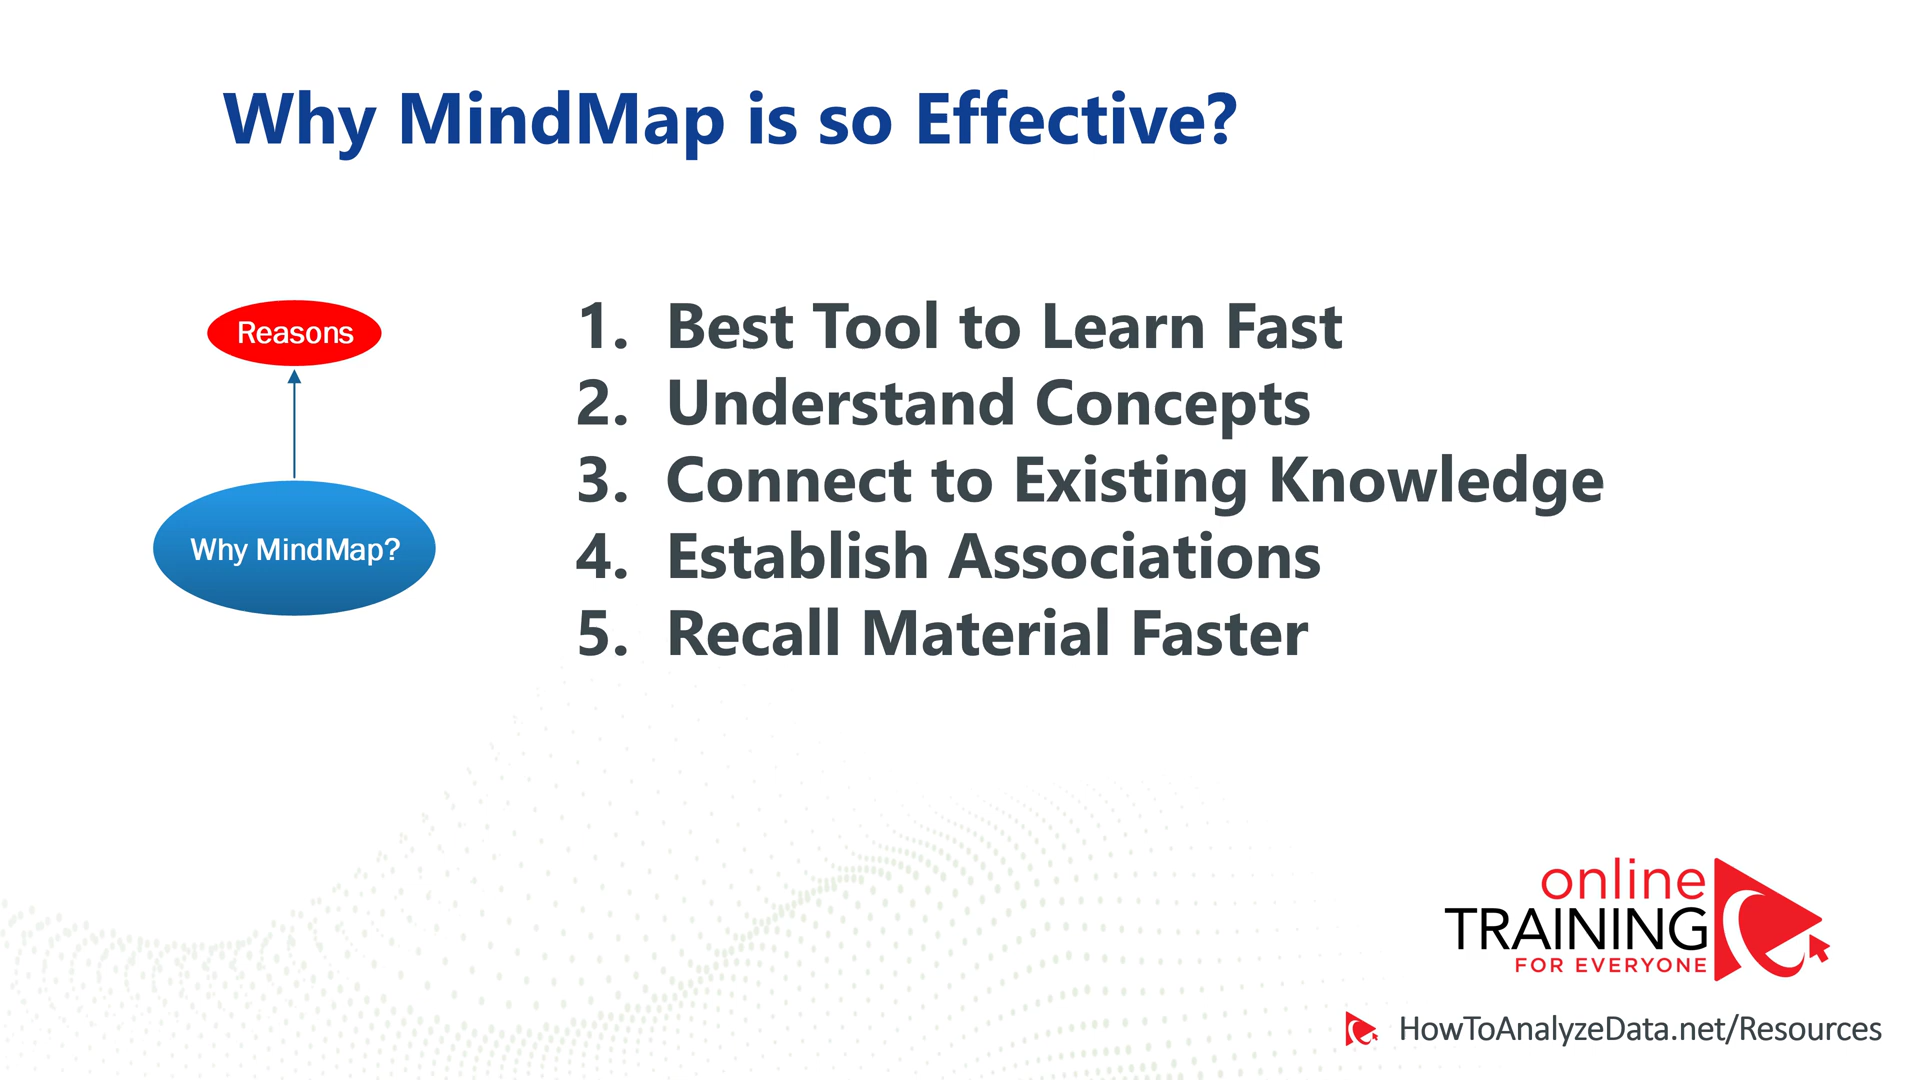 Why MindMap is so Effective?
Reasons
Why MindMap?
1. Best Tool to Learn Fast
2. Understand Concepts
3. Connect to Existing Knowledge
4. Establish Associations
5. Recall Material Faster
online
TRAINING
FOR EVERYONE
HowToAnalyzeData.net/Resources